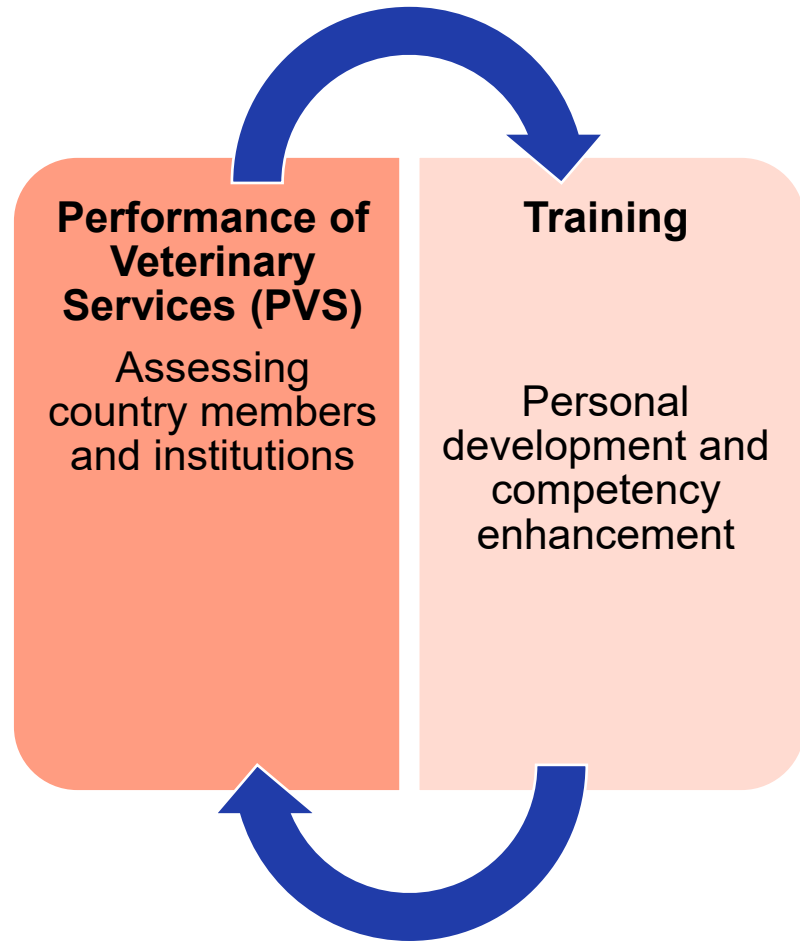 Performance of
Veterinary
Services (PVS)
Assessing
country members
and institutions
Training
Personal
development and
competency
enhancement